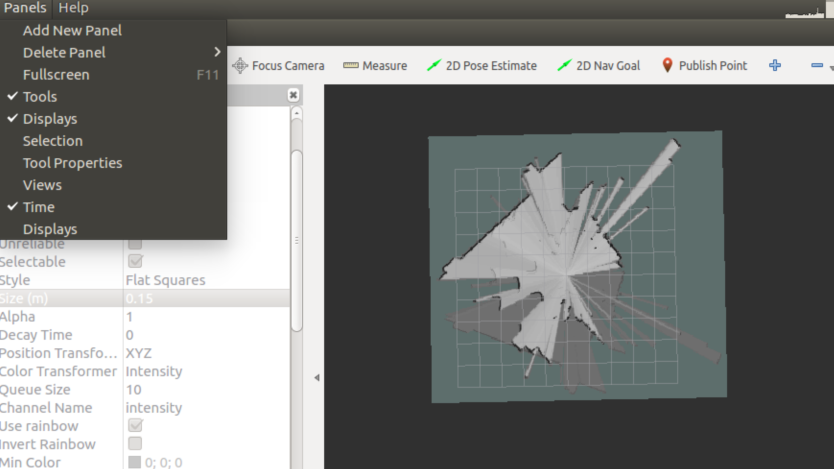 Panels Help
Add New Panel
Delete Panel
Fullscreen F11
Tools
Displays
Selection
Tool Properties
Views
Time
Displays
Focus Camera Measure 2D Pose Estimate 2D Nav Goal Publish Point
Unreliable
Selectable
Style Flat Squares
Size (m) 0.15
Alpha 1
Decay Time 0
Position Transfo... XYZ
Color Transformer Intensity
Queue Size 10
Channel Name intensity
Use rainbow
Invert Rainbow
Min Color 0; 0; 0